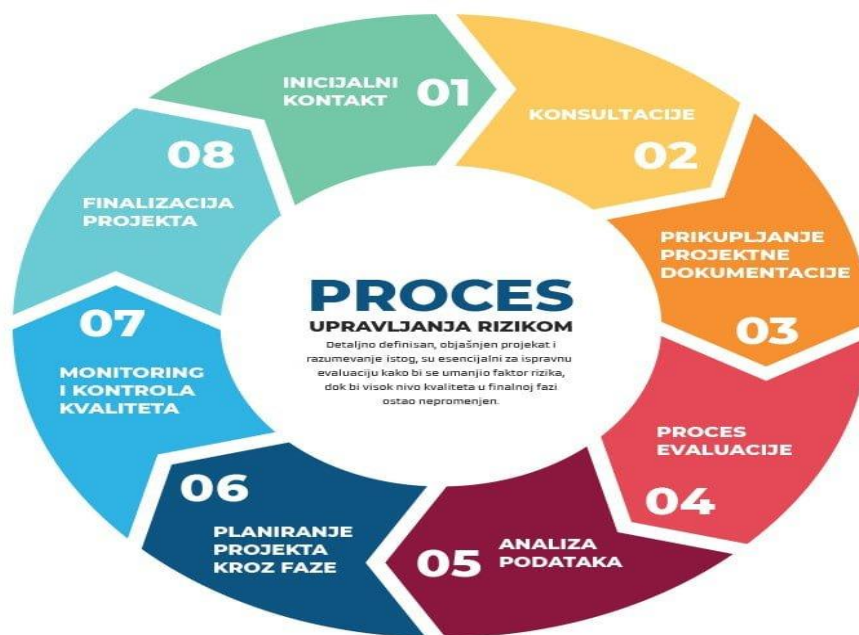 INICIJALNI
KONTAKT
01
KONSULTACIJE
02
PRIKUPLJANJE
PROJEKTNE
DOKUMENTACIJE
03
PROCES
EVALUACIJE
04
05
ANALIZA
PODATAKA
06
PLANIRANJE
PROJEKTA
KROZ FAZE
07
MONITORING
I KONTROLA
KVALITETA
08
FINALIZACIJA
PROJEKTA
PROCES
UPRAVLJANJA RIZIKOM
Detaljno definisan, objašnjen projekat i
razumevanje istog, su esencijalni za ispravnu
evaluaciju kako bi se umanjio faktor rizika,
dok bi visok nivo kvaliteta u finalnoj fazi
ostao nepromenjen.